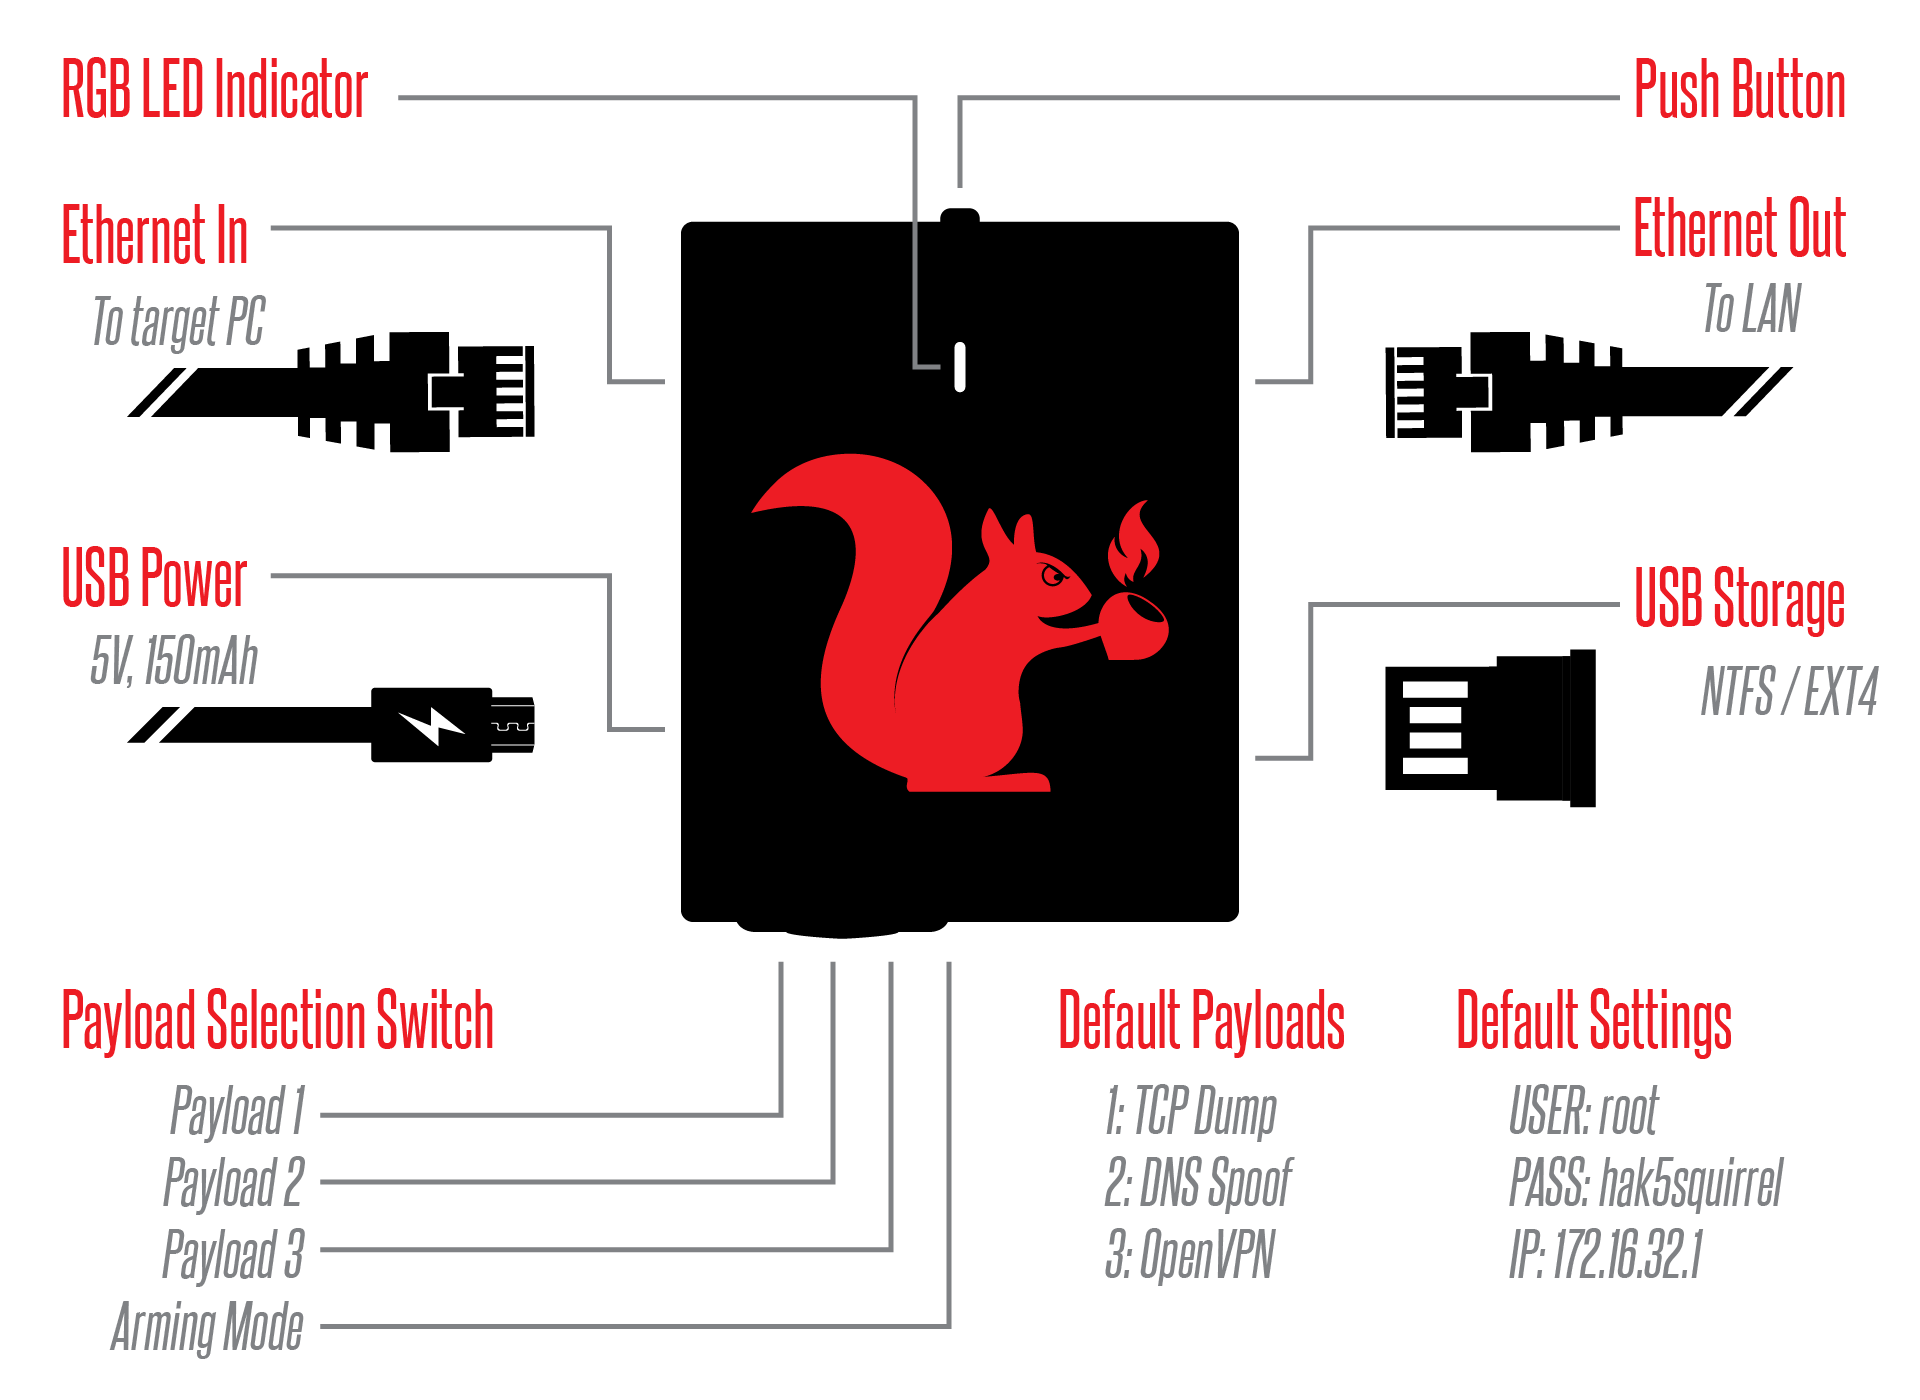 RGB LED Indicator
Push Button
Ethernet In
To target PC
Ethernet Out
To LAN
USB Power
5V, 150mAh
USB Storage
NTFS / EXT4
Payload Selection Switch
Payload 1
Payload 2
Payload 3
Arming Mode
Default Payloads
1: TCP Dump
2: DNS Spoof
3: OpenVPN
Default Settings
USER: root
PASS: hak5squirrel
IP: 172.16.32.1